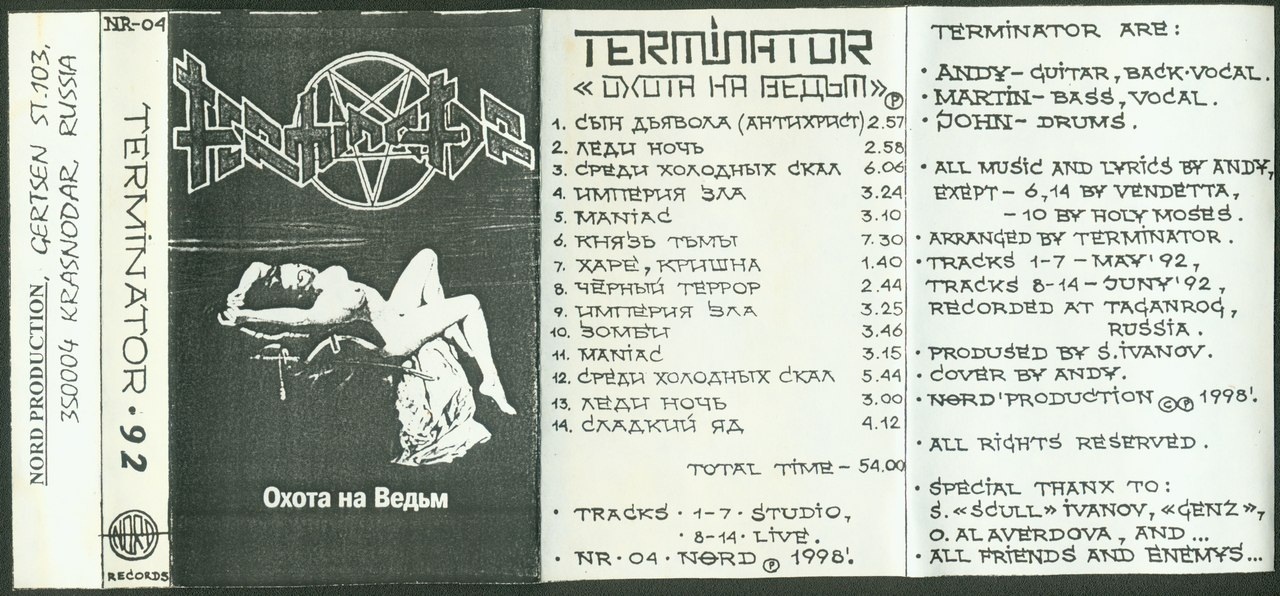 NORD PRODUCTION, GERTSEN ST. 103,
350004 KRASNODAR RUSSIA
NR-04
TERMINATOR • 92
NORD
RECORDS
Охота на Ведьм
TERMINATOR
«ОХОТА НА ВЕДЬМ» Ⓟ
1. СЫН ДЬЯВОЛА (АНТИХРИСТ) 2.57
2. ЛЕДИ НОЧЬ 2.58
3. СРЕДИ ХОЛОДНЫХ СКАЛ 6.06
4. ИМПЕРИЯ ЗЛА 3.24
5. MANIAC 3.10
6. КНЯЗЬ ТЬМЫ 7.30
7. ХАРЕ, КРИШНА 1.40
8. ЧЁРНЫЙ ТЕРРОР 2.44
9. ИМПЕРИЯ ЗЛА 3.25
10. ЗОМБИ 3.46
11. MANIAC 3.15
12. СРЕДИ ХОЛОДНЫХ СКАЛ 5.44
13. ЛЕДИ НОЧЬ 3.00
14. СЛАДКИЙ ЯД 4.12
TOTAL TIME – 54.00
• TRACKS • 1-7 • STUDIO,
• 8-14 • LIVE.
• NR • 04 • NORD Ⓟ 1998'.
TERMINATOR ARE:
• ANDY – GUITAR, BACK•VOCAL.
• MARTIN – BASS, VOCAL.
• JOHN – DRUMS.
• ALL MUSIC AND LYRICS BY ANDY,
EXEPT – 6,14 BY VENDETTA,
– 10 BY HOLY MOSES.
• ARRANGED BY TERMINATOR.
• TRACKS 1-7 – MAY' 92,
TRACKS 8-14 – JUNY' 92,
RECORDED AT TAGANROG,
RUSSIA.
• PRODUSED BY S. IVANOV.
• COVER BY ANDY.
• NORD'PRODUCTION ©Ⓟ 1998'.
• ALL RIGHTS RESERVED.
• SPECIAL THANX TO:
S. «SCULL» IVANOV, «GENZ»,
O. ALAVERDOVA, AND...
• ALL FRIENDS AND ENEMYS...